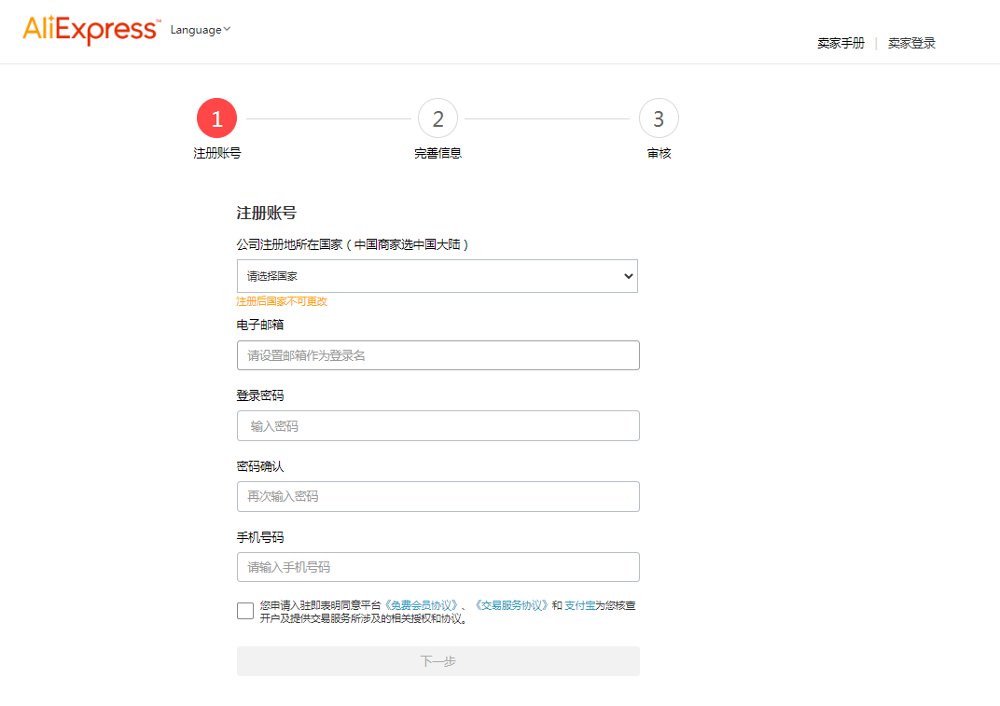 AliExpress™ Language
卖家手册 | 卖家登录
1 2 3
注册账号 完善信息 审核
注册账号
公司注册地所在国家（中国商家选中国大陆）
请选择国家
注册后国家不可更改
电子邮箱
请设置邮箱作为登录名
登录密码
输入密码
密码确认
再次输入密码
手机号码
请输入手机号码
您申请入驻即表明同意平台《免费会员协议》、《交易服务协议》和 支付宝为您核查
开户及提供交易服务所涉及的相关授权和协议。
下一步